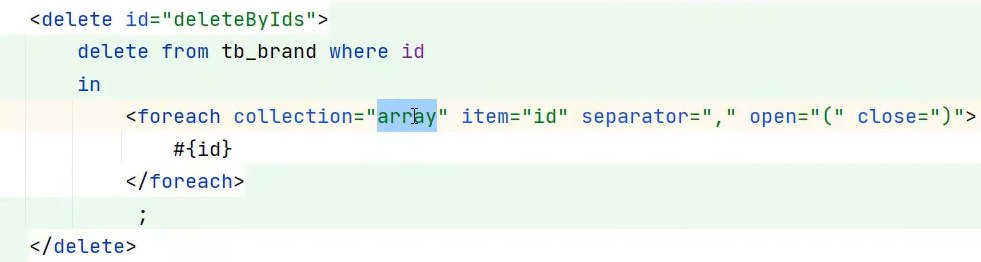 <delete id="deleteByIds">
delete from tb_brand where id
in
<foreach collection="array" item="id" separator="," open="(" close=")">
#{id}
</foreach>
;
</delete>